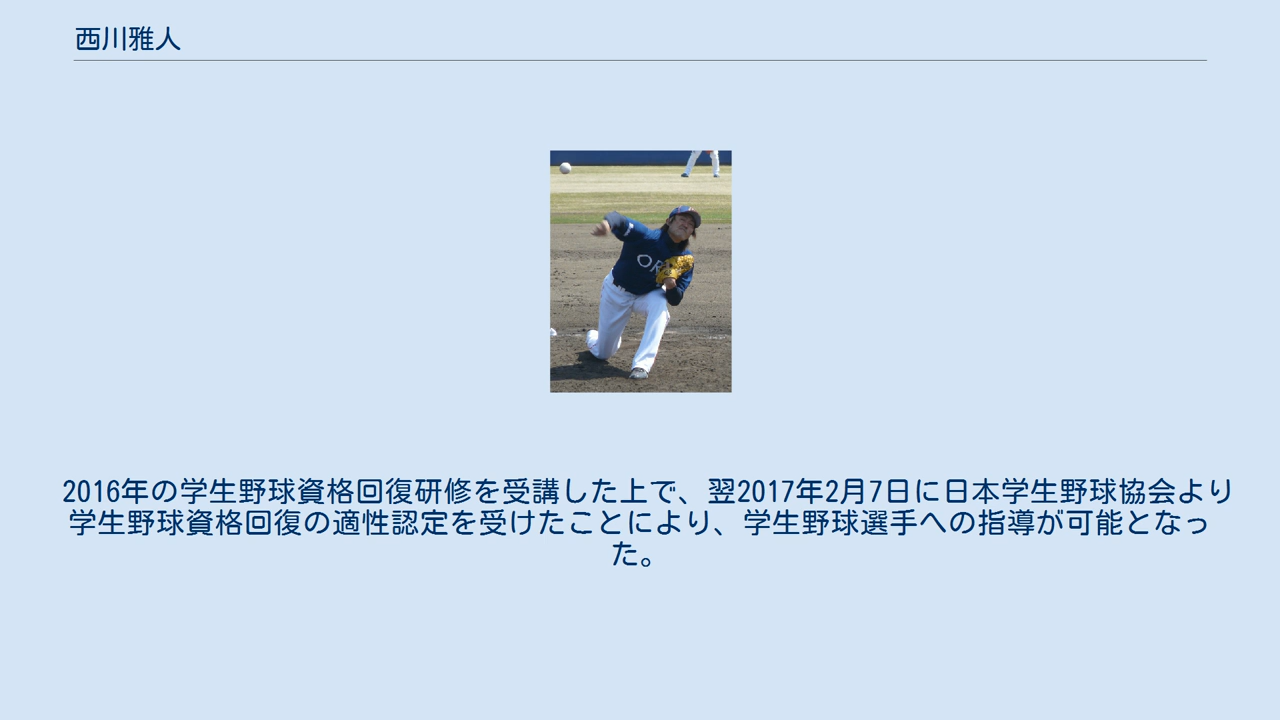 西川雅人
OR
2016年の学生野球資格回復研修を受講した上で、翌2017年2月7日に日本学生野球協会より
学生野球資格回復の適性認定を受けたことにより、学生野球選手への指導が可能となっ
た。